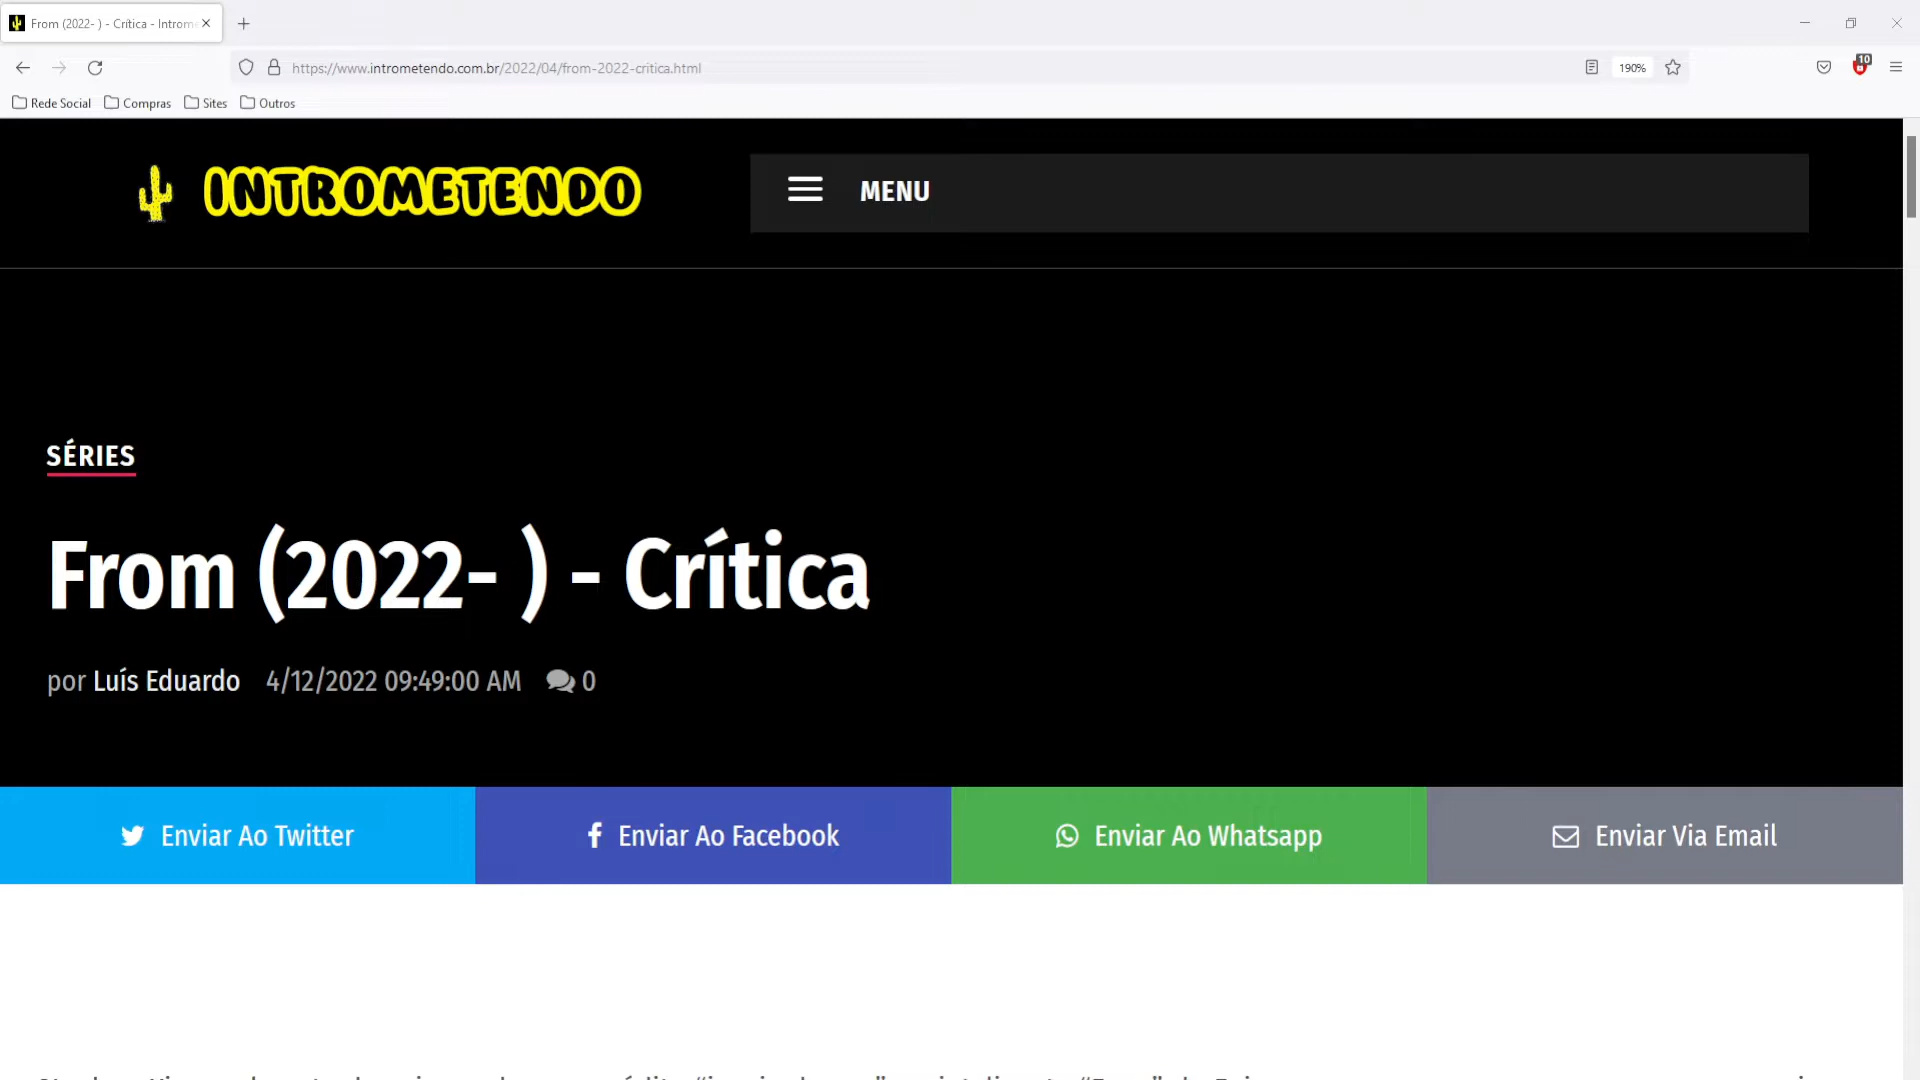 From (2022- ) - Crítica - Introm
https://www.intrometendo.com.br/2022/04/from-2022-critica.html
190%
10
Rede Social
Compras
Sites
Outros
INTROMETENDO
MENU
SÉRIES
From (2022- ) - Crítica
por Luís Eduardo 4/12/2022 09:49:00 AM 0
Enviar Ao Twitter
Enviar Ao Facebook
Enviar Ao Whatsapp
Enviar Via Email